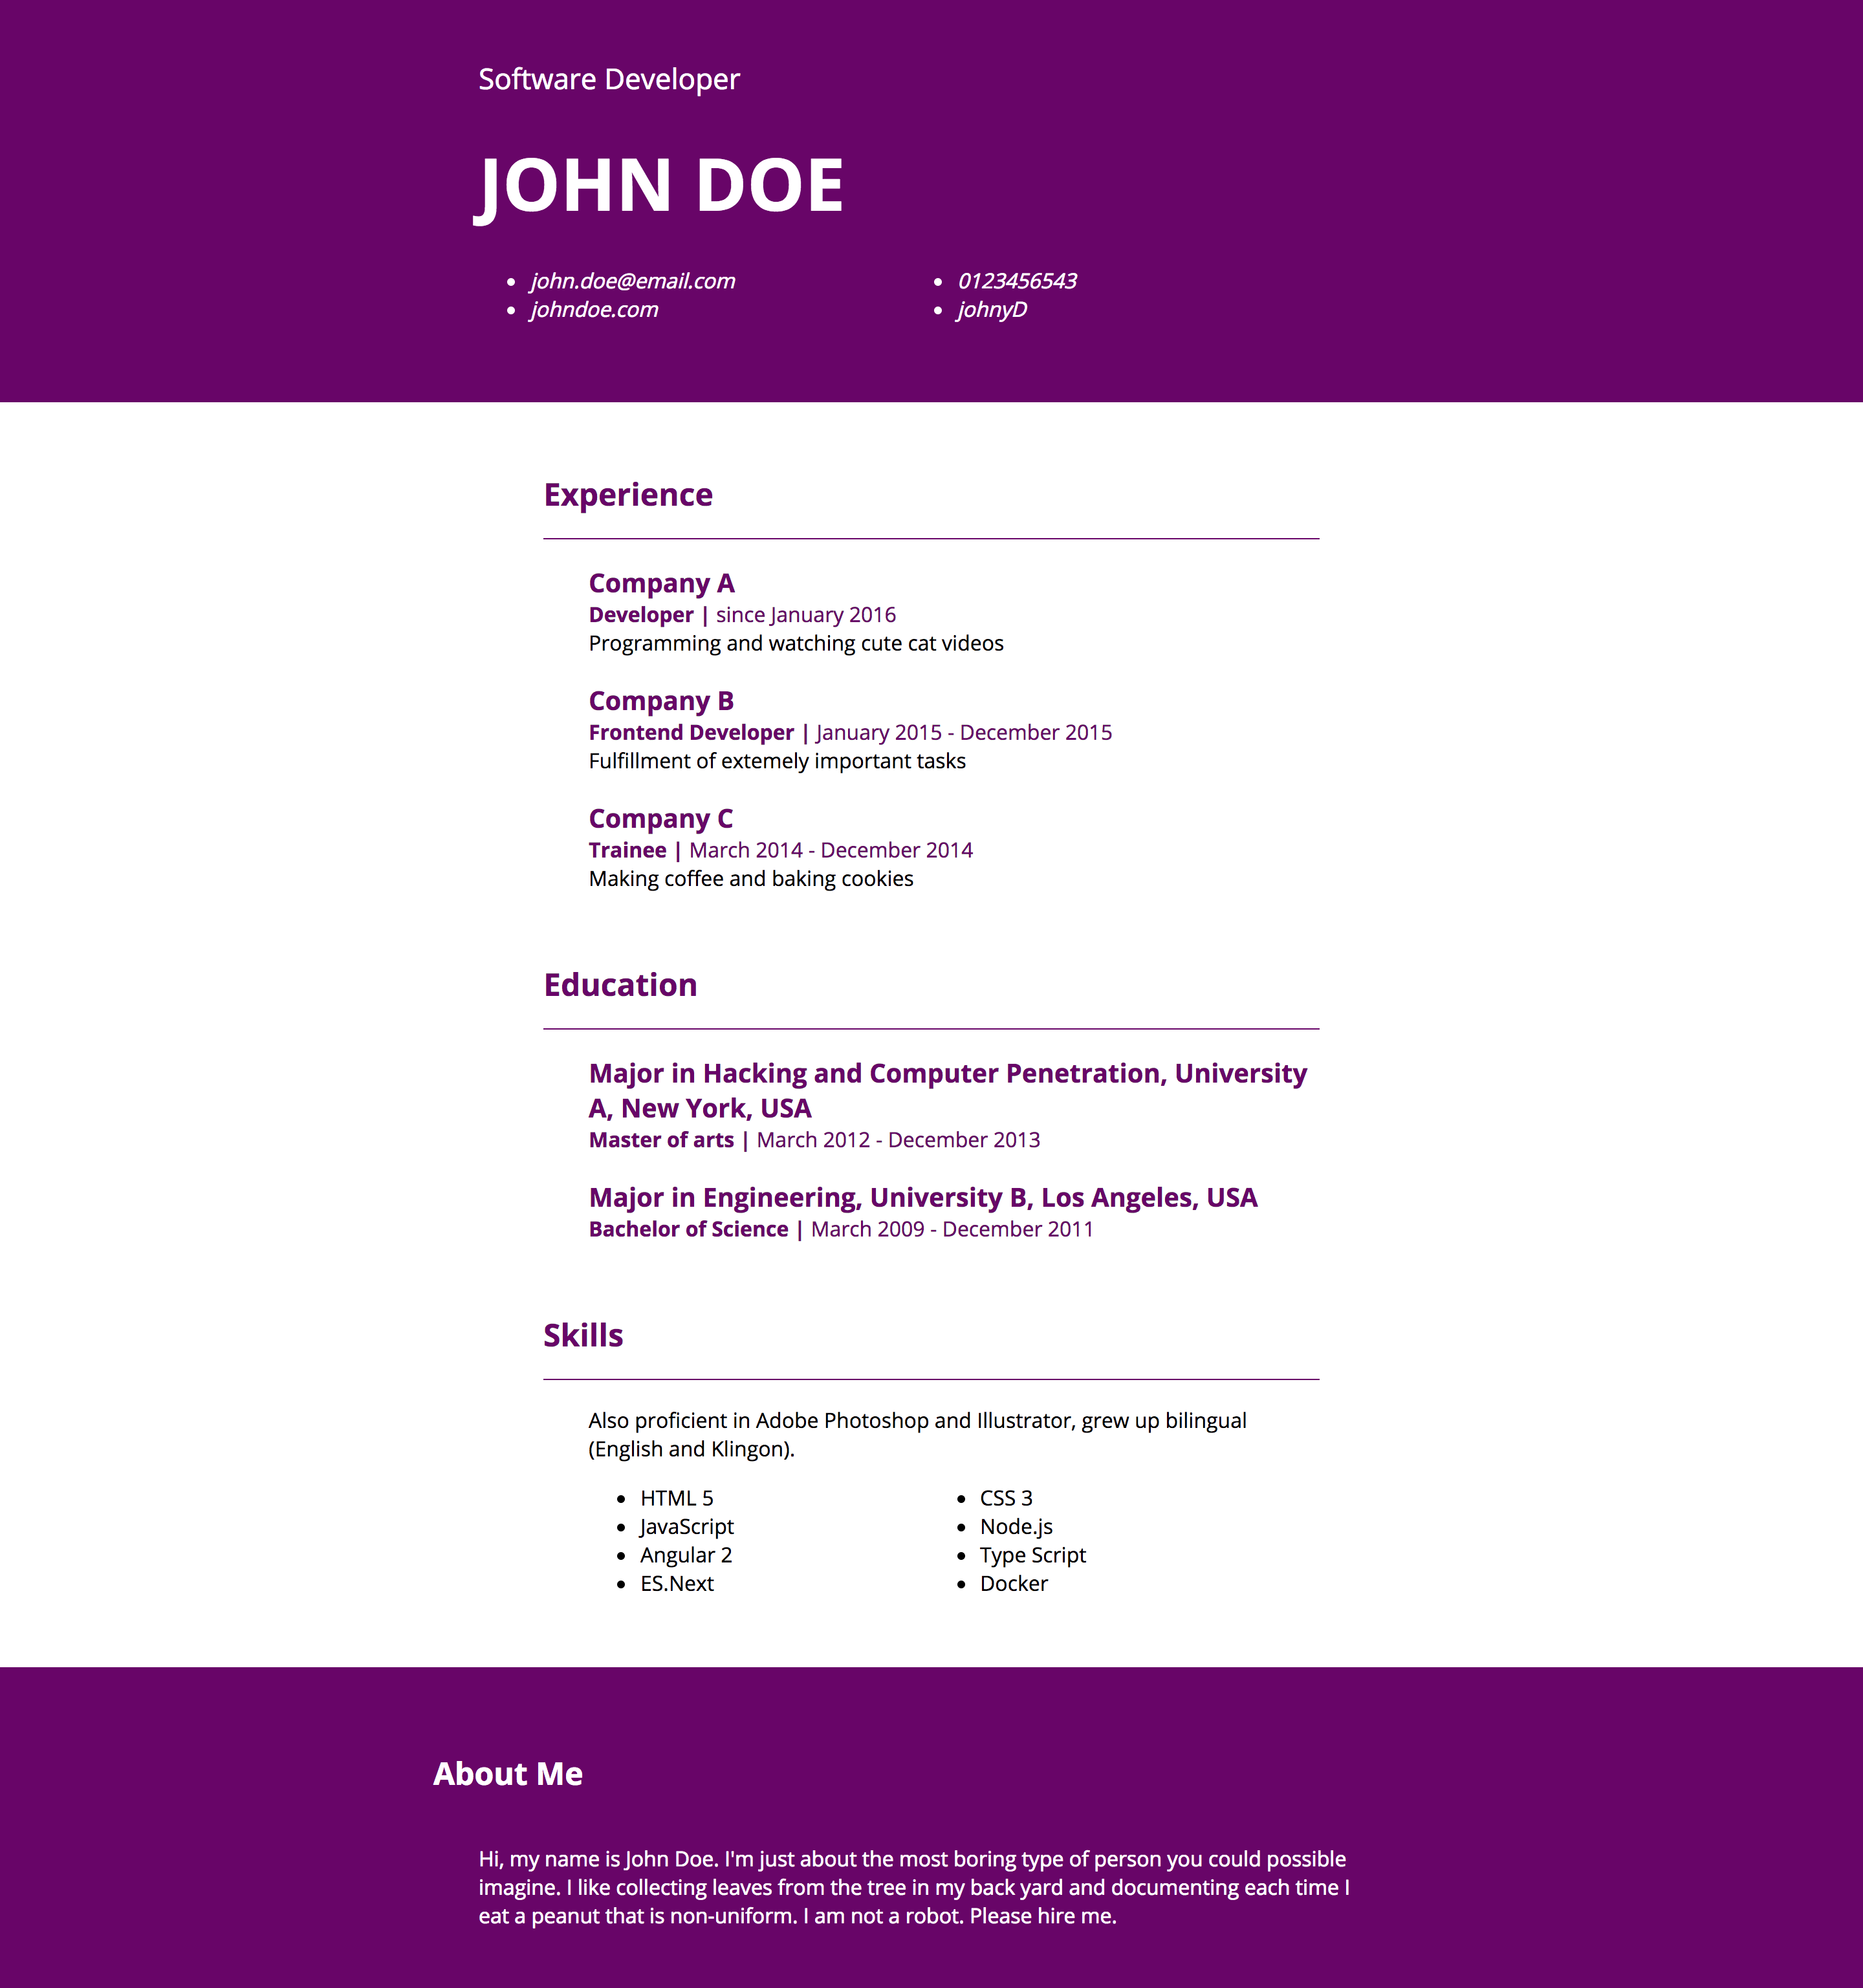 Software Developer
JOHN DOE
• john.doe@email.com
• johndoe.com
• 0123456543
• johnyD
Experience
Company A
Developer | since January 2016
Programming and watching cute cat videos
Company B
Frontend Developer | January 2015 - December 2015
Fulfillment of extemely important tasks
Company C
Trainee | March 2014 - December 2014
Making coffee and baking cookies
Education
Major in Hacking and Computer Penetration, University
A, New York, USA
Master of arts | March 2012 - December 2013
Major in Engineering, University B, Los Angeles, USA
Bachelor of Science | March 2009 - December 2011
Skills
Also proficient in Adobe Photoshop and Illustrator, grew up bilingual
(English and Klingon).
• HTML 5
• JavaScript
• Angular 2
• ES.Next
• CSS 3
• Node.js
• Type Script
• Docker
About Me
Hi, my name is John Doe. I'm just about the most boring type of person you could possible
imagine. I like collecting leaves from the tree in my back yard and documenting each time I
eat a peanut that is non-uniform. I am not a robot. Please hire me.